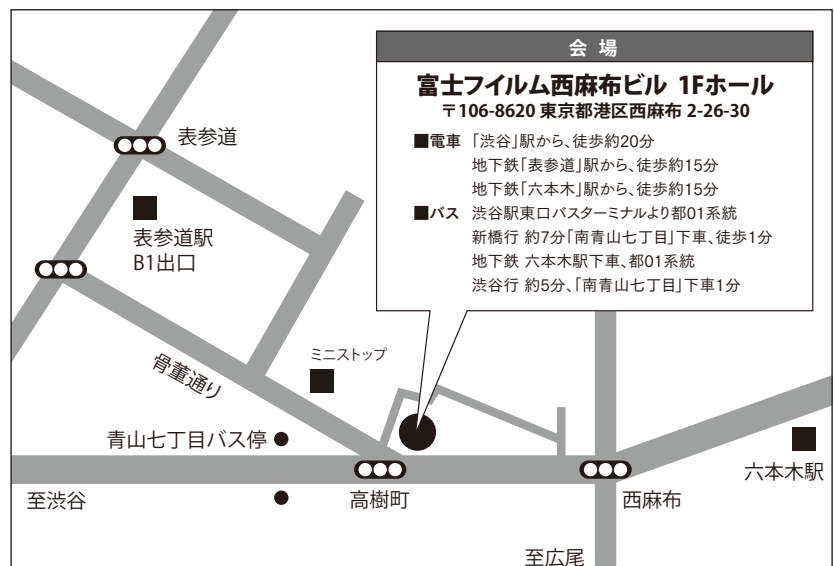 会 場
富士フイルム西麻布ビル 1Fホール
〒106-8620 東京都港区西麻布 2-26-30
■電車 「渋谷」駅から、徒歩約20分
地下鉄「表参道」駅から、徒歩約15分
地下鉄「六本木」駅から、徒歩約15分
■バス 渋谷駅東口バスターミナルより都01系統
新橋行 約7分「南青山七丁目」下車、徒歩1分
地下鉄 六本木駅下車、都01系統
渋谷行 約5分、「南青山七丁目」下車1分
表参道
表参道駅
B1出口
ミニストップ
骨董通り
青山七丁目バス停
六本木駅
至渋谷
高樹町
西麻布
至広尾